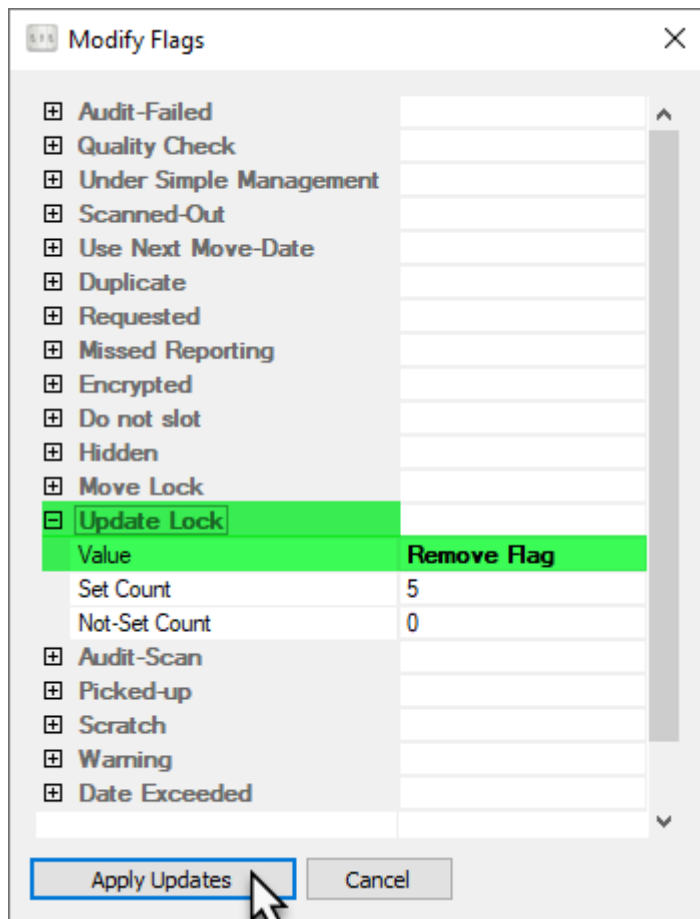 Modify Flags
Audit-Failed
Quality Check
Under Simple Management
Scanned-Out
Use Next Move-Date
Duplicate
Requested
Missed Reporting
Encrypted
Do not slot
Hidden
Move Lock
Update Lock
Value Remove Flag
Set Count 5
Not-Set Count 0
Audit-Scan
Picked-up
Scratch
Warning
Date Exceeded
Apply Updates Cancel